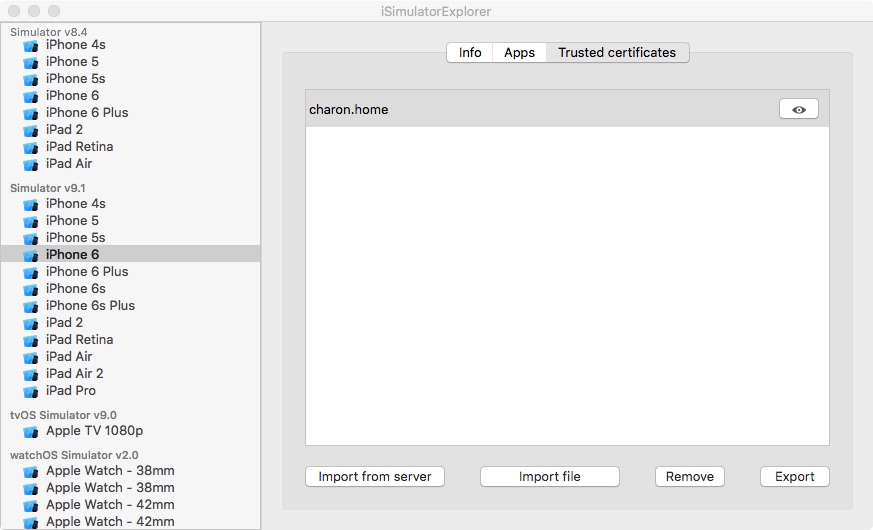 iSimulatorExplorer
Simulator v8.4
iPhone 4s
iPhone 5
iPhone 5s
iPhone 6
iPhone 6 Plus
iPad 2
iPad Retina
iPad Air
Simulator v9.1
iPhone 4s
iPhone 5
iPhone 5s
iPhone 6
iPhone 6 Plus
iPhone 6s
iPhone 6s Plus
iPad 2
iPad Retina
iPad Air
iPad Air 2
iPad Pro
tvOS Simulator v9.0
Apple TV 1080p
watchOS Simulator v2.0
Apple Watch - 38mm
Apple Watch - 38mm
Apple Watch - 42mm
Apple Watch - 42mm
Info Apps Trusted certificates
charon.home
Import from server Import file Remove Export